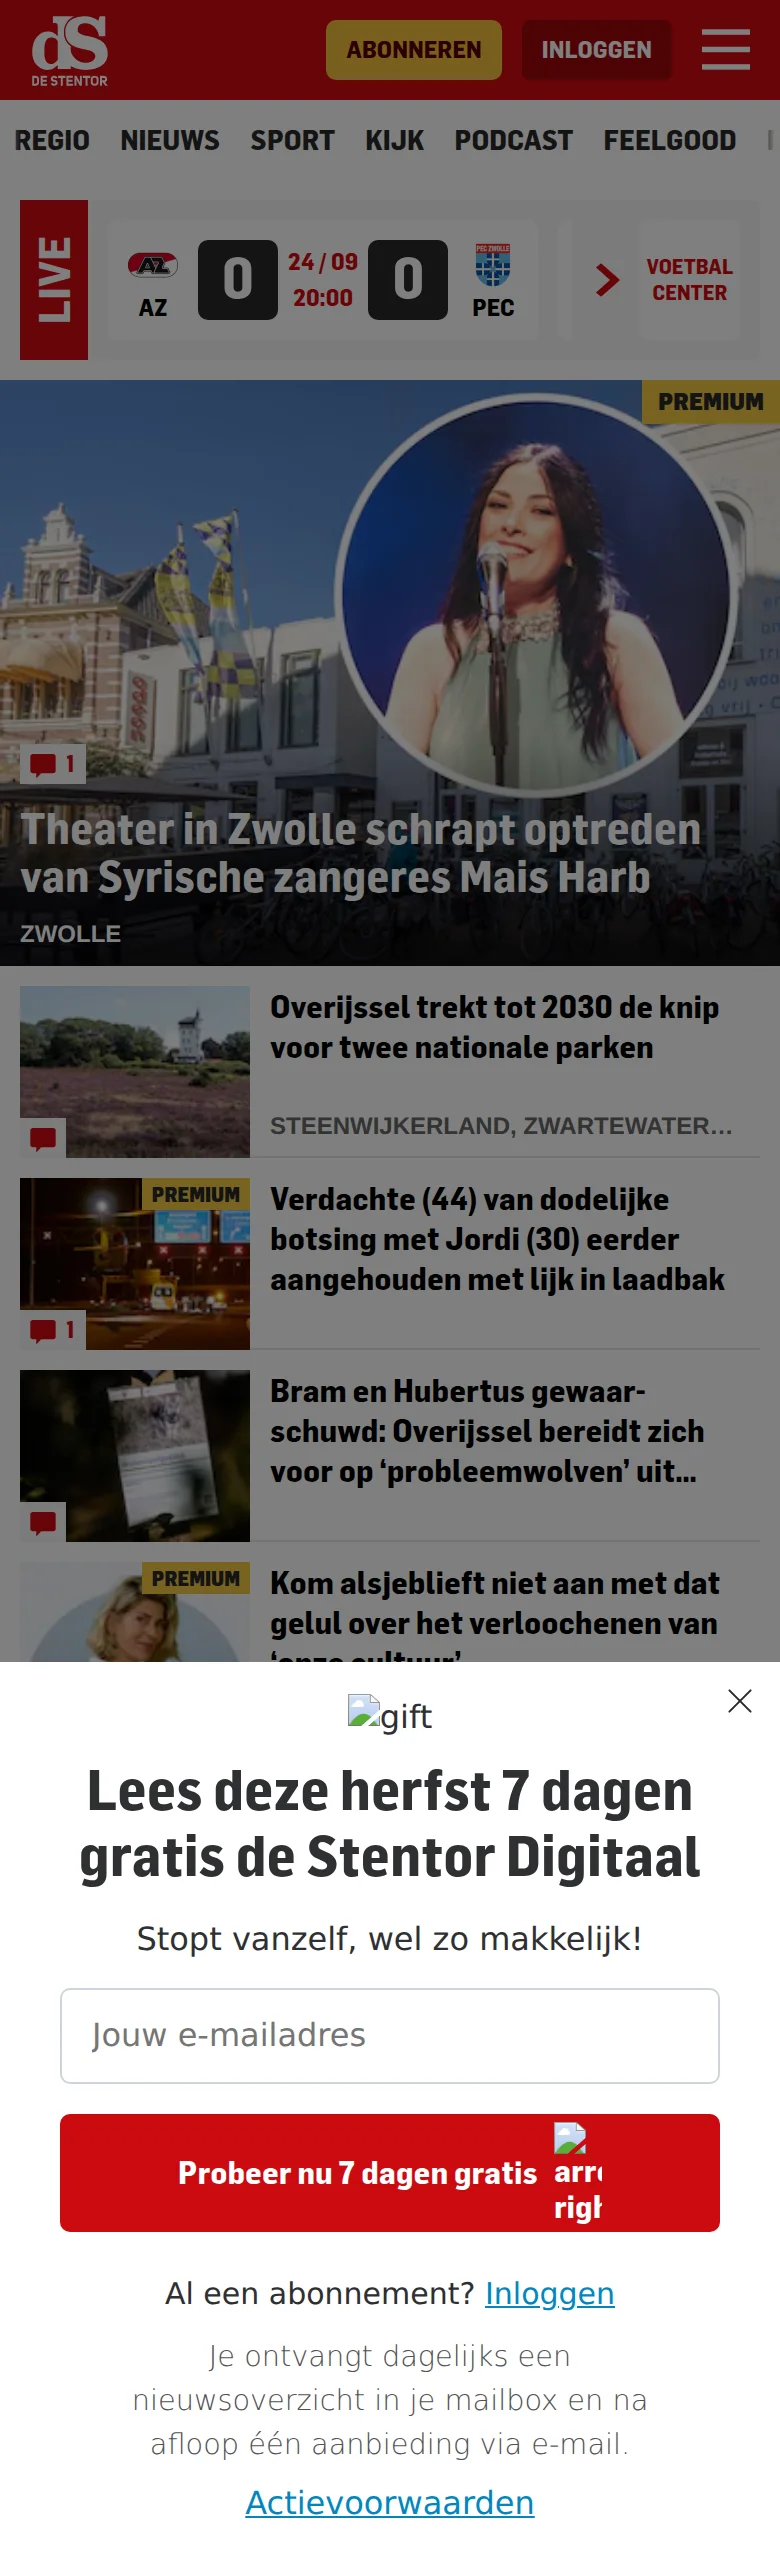 dS
DE STENTOR
ABONNEREN
INLOGGEN
REGIO NIEUWS SPORT KIJK PODCAST FEELGOOD
LIVE
AZ
0
24 / 09
20:00
0
PEC ZWOLLE
PEC
VOETBAL
CENTER
PREMIUM
1
Theater in Zwolle schrapt optreden
van Syrische zangeres Mais Harb
ZWOLLE
Overijssel trekt tot 2030 de knip
voor twee nationale parken
STEENWIJKERLAND, ZWARTEWATER...
PREMIUM
1
Verdachte (44) van dodelijke
botsing met Jordi (30) eerder
aangehouden met lijk in laadbak
Bram en Hubertus gewaar-
schuwd: Overijssel bereidt zich
voor op ‘probleemwolven’ uit...
PREMIUM
Kom alsjeblieft niet aan met dat
gelul over het verloochenen van
‘onze cultuur’
gift
Lees deze herfst 7 dagen
gratis de Stentor Digitaal
Stopt vanzelf, wel zo makkelijk!
Jouw e-mailadres
Probeer nu 7 dagen gratis
Al een abonnement? Inloggen
Je ontvangt dagelijks een
nieuwsoverzicht in je mailbox en na
afloop één aanbieding via e-mail.
Actievoorwaarden